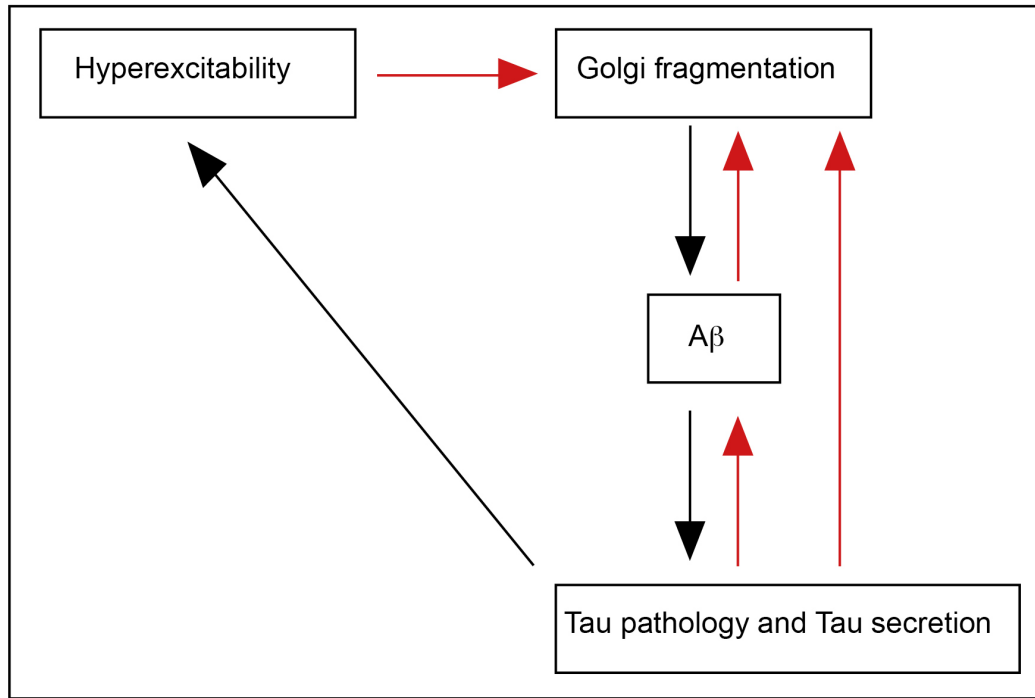 Hyperexcitability
Golgi fragmentation
Aβ
Tau pathology and Tau secretion